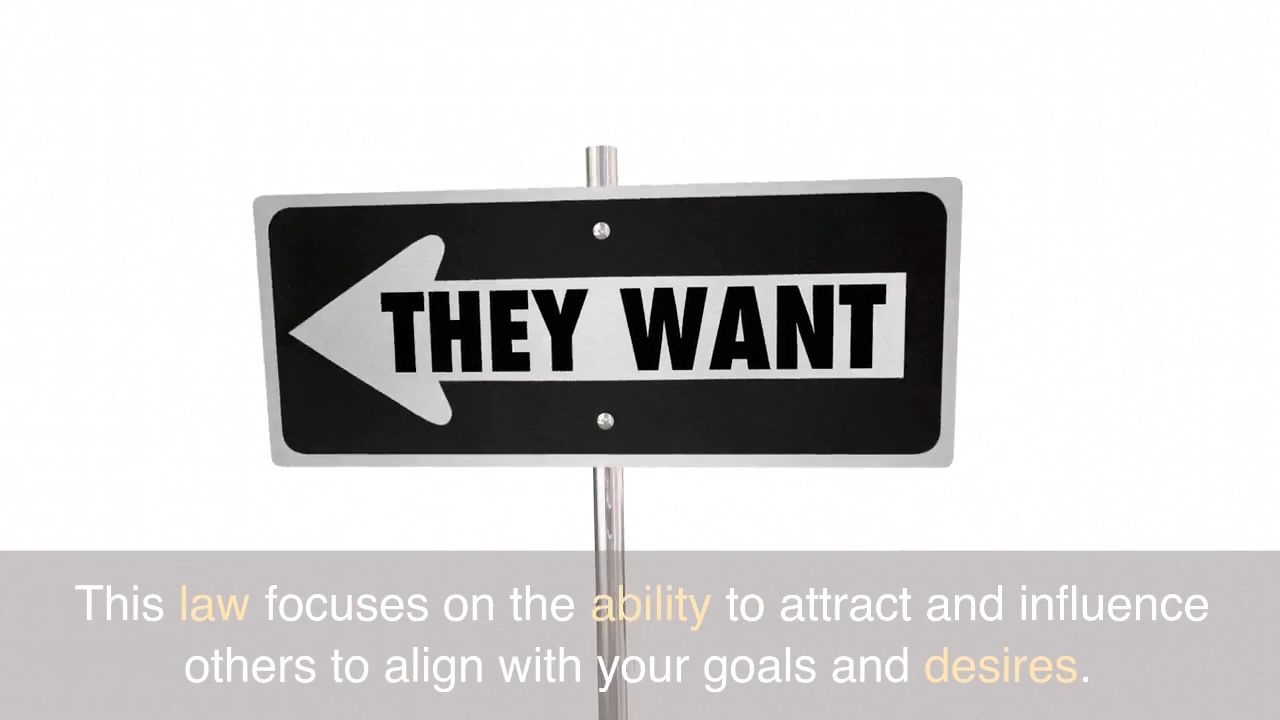 THEY WANT
This law focuses on the ability to attract and influence
others to align with your goals and desires.